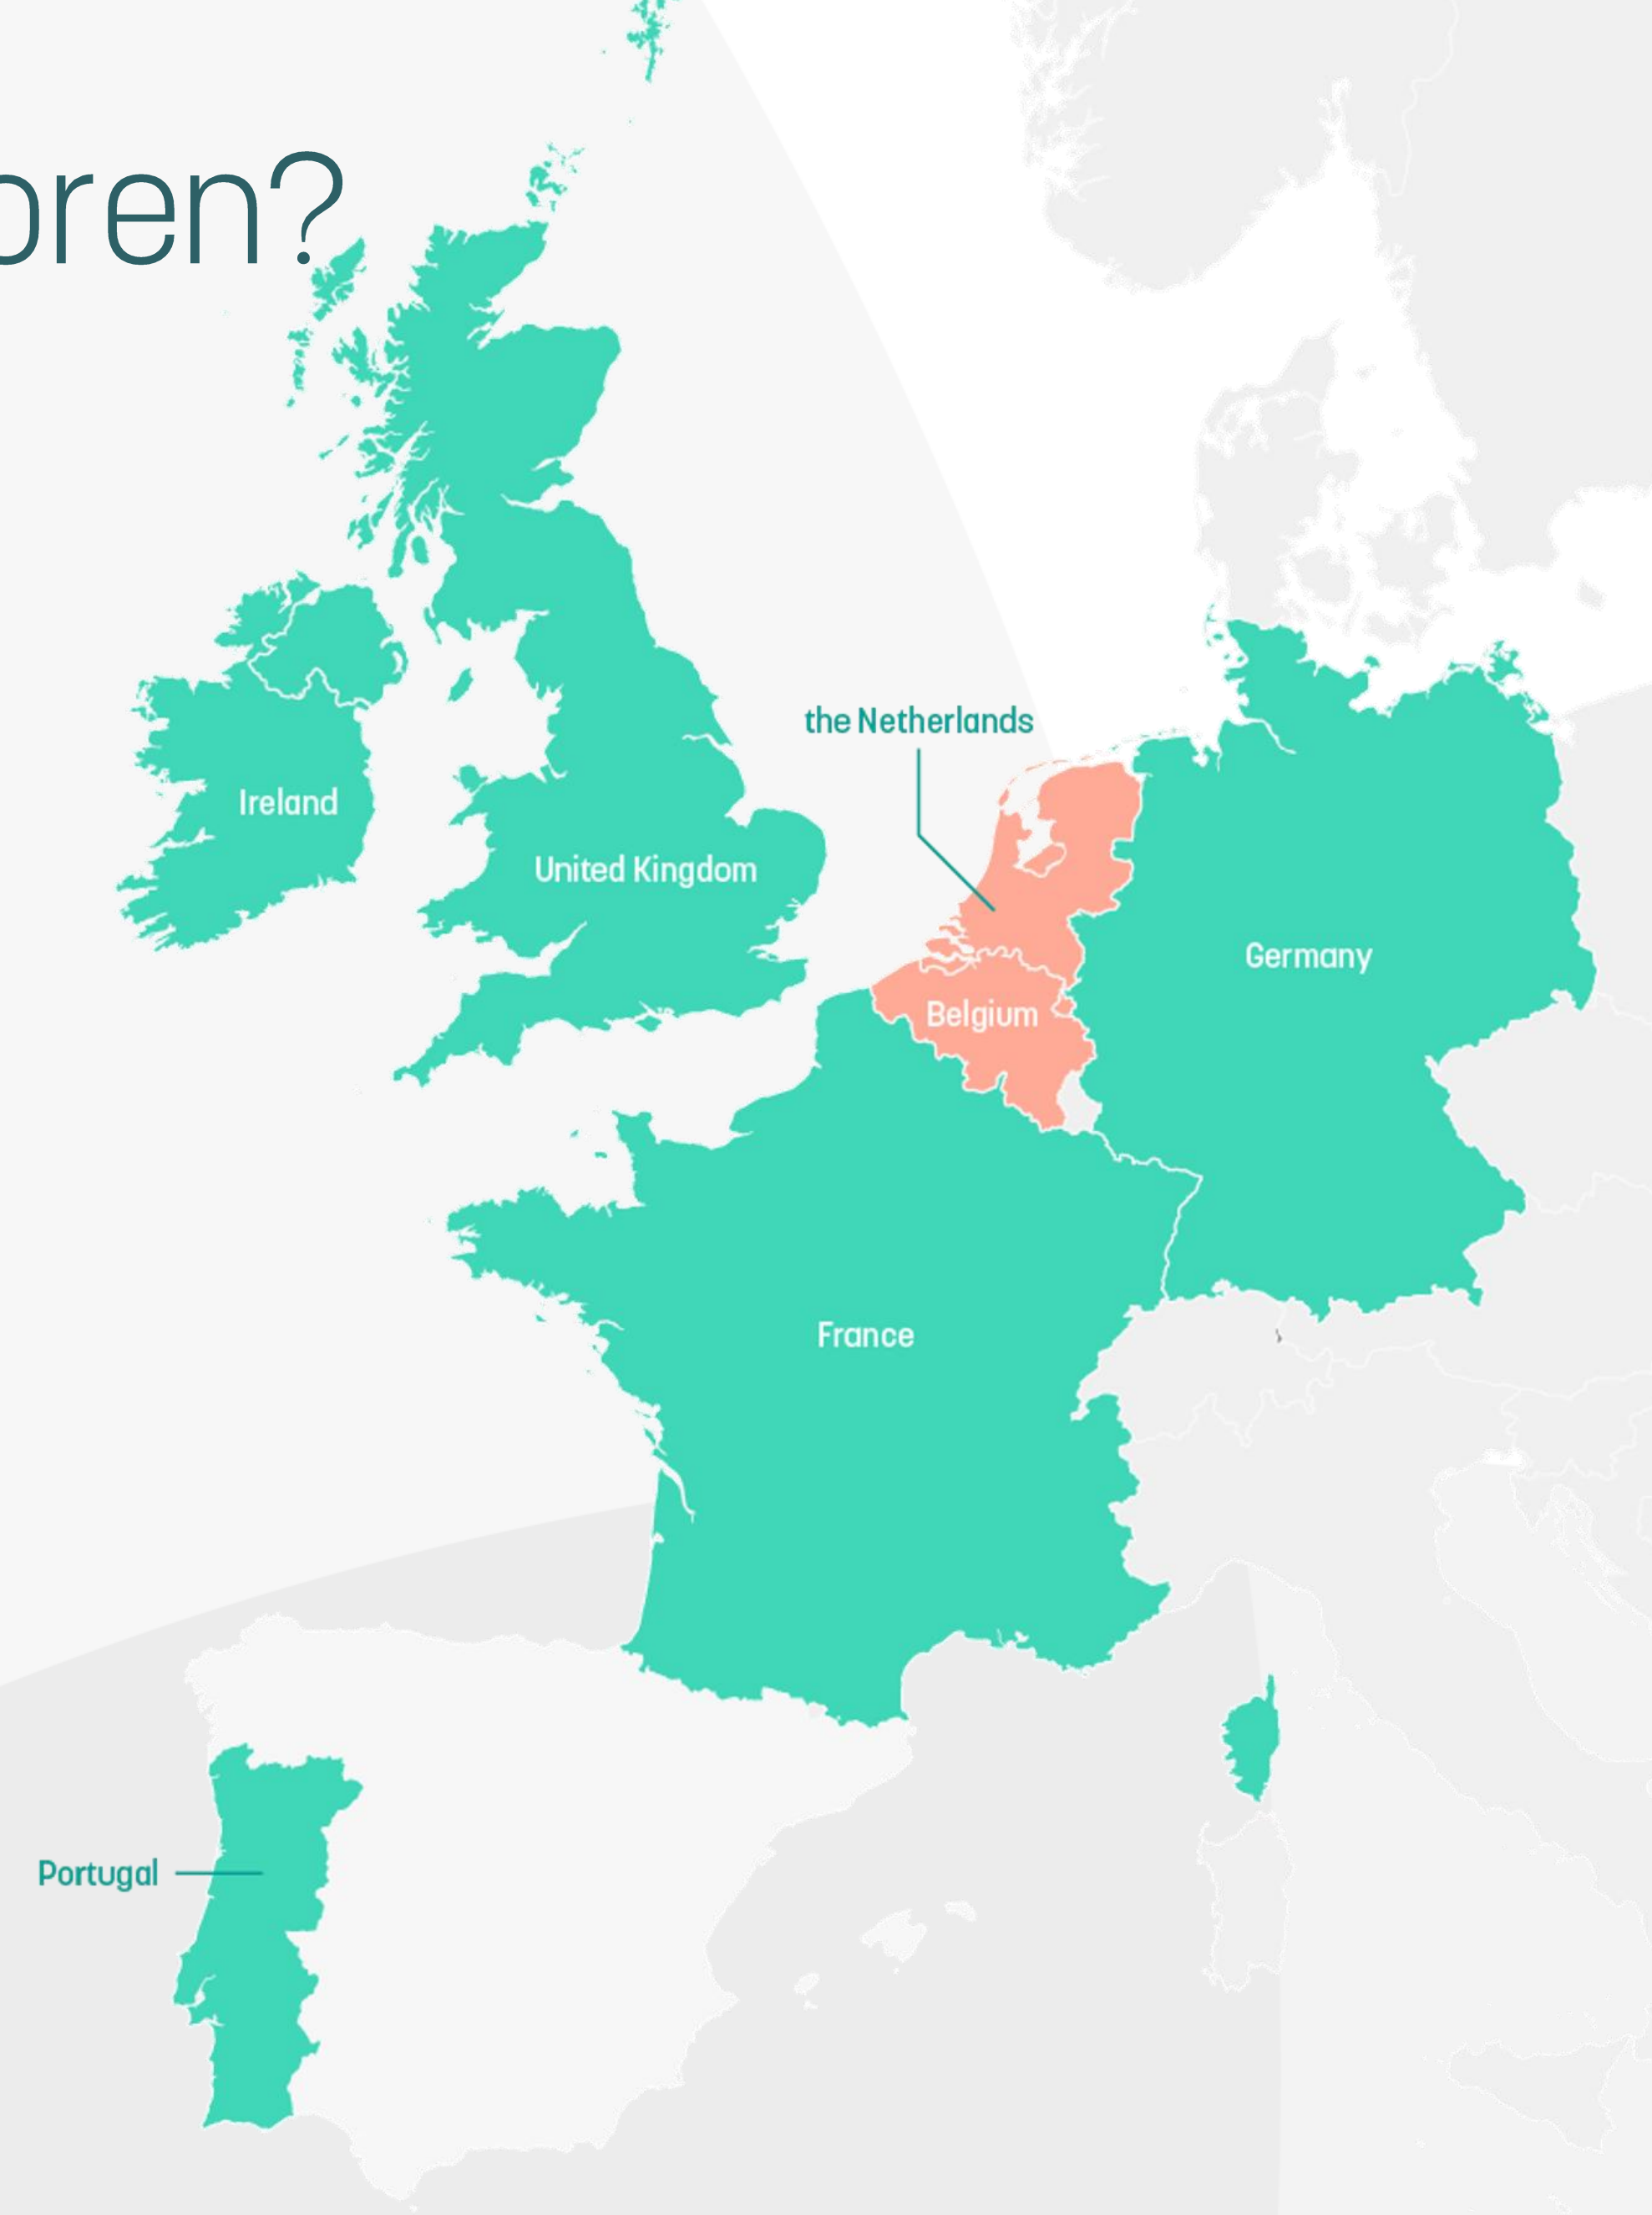 oren?
the Netherlands
Ireland
United Kingdom
Germany
Belgium
France
Portugal